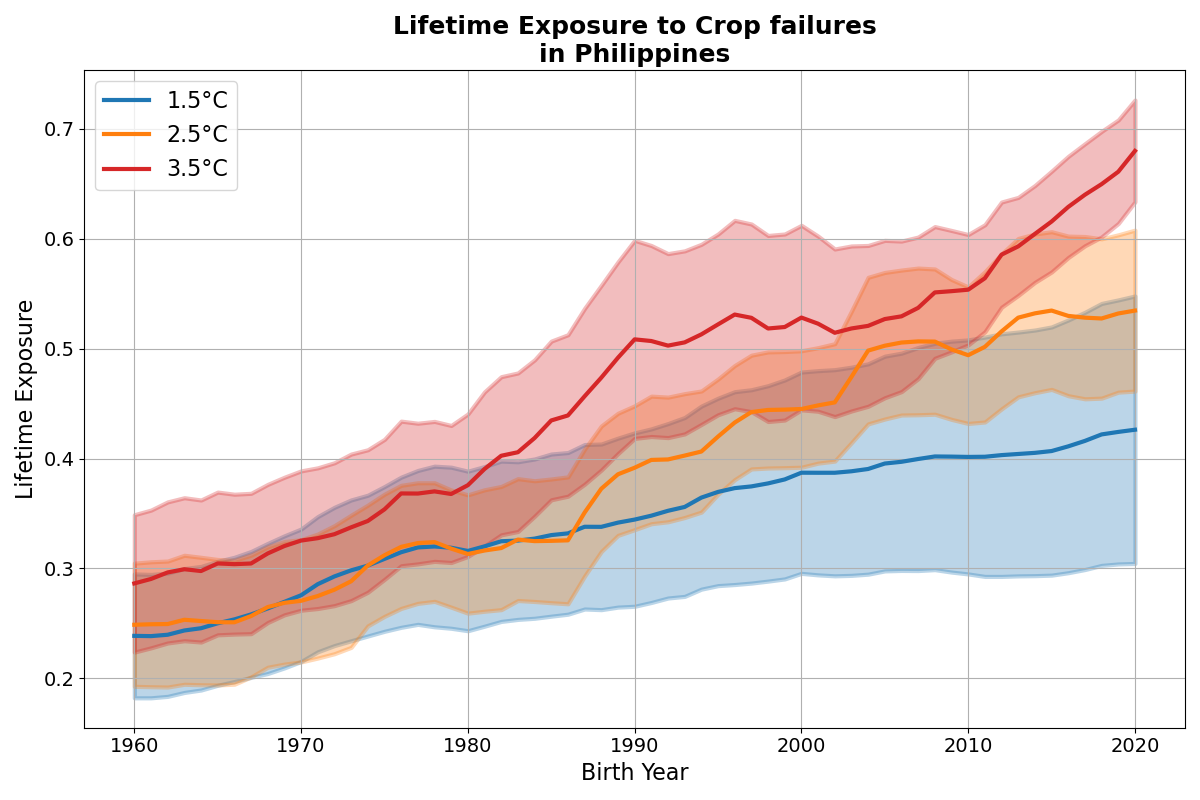 Lifetime Exposure to Crop failures
in Philippines
1.5°C
2.5°C
3.5°C
Lifetime Exposure
0.7
0.6
0.5
0.4
0.3
0.2
1960 1970 1980 1990 2000 2010 2020
Birth Year